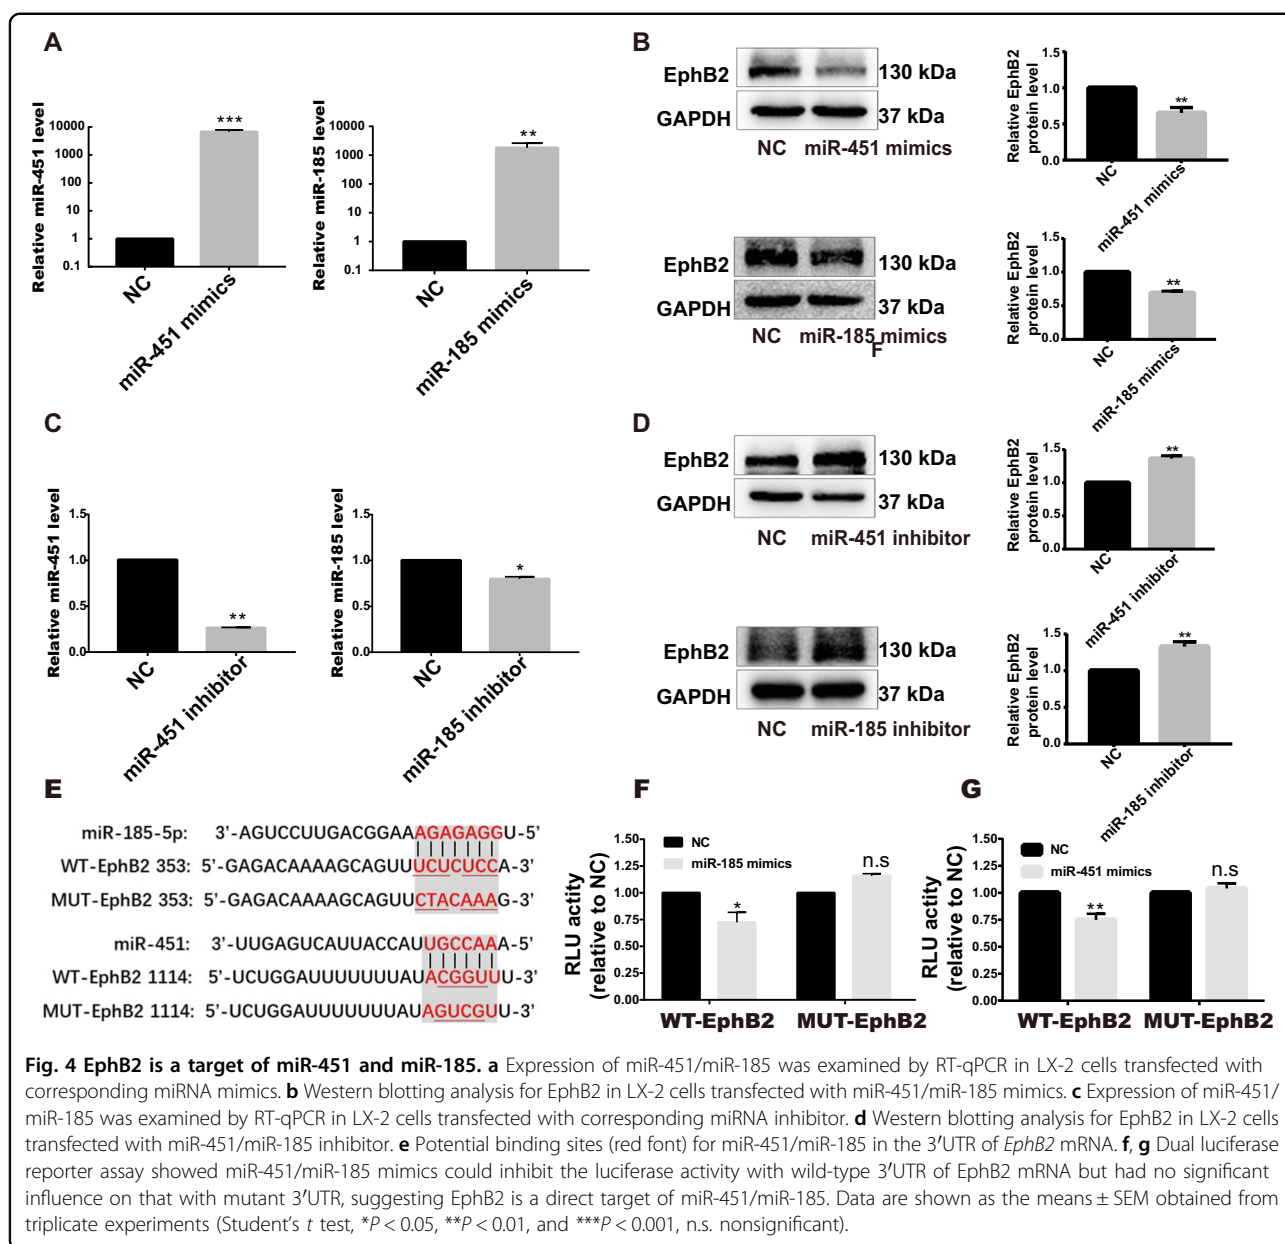 A
Relative miR-451 level
10000
1000
100
10
1
0.1
***
NC
miR-451 mimics
Relative miR-185 level
10000
1000
100
10
1
0.1
**
NC
miR-185 mimics
B
EphB2
130 kDa
GAPDH
37 kDa
NC miR-451 mimics
Relative EphB2
protein level
1.5
1.0
0.5
0.0
**
NC
miR-451 mimics
EphB2
130 kDa
GAPDH
37 kDa
NC miR-185 mimics
F
Relative EphB2
protein level
1.5
1.0
0.5
0.0
**
NC
miR-185 mimics
C
Relative miR-451 level
1.5
1.0
0.5
0.0
**
NC
miR-451 inhibitor
Relative miR-185 level
1.5
1.0
0.5
0.0
*
NC
miR-185 inhibitor
D
EphB2
130 kDa
GAPDH
37 kDa
NC miR-451 inhibitor
Relative EphB2
protein level
1.5
1.0
0.5
0.0
**
NC
miR-451 inhibitor
EphB2
130 kDa
GAPDH
37 kDa
NC miR-185 inhibitor
Relative EphB2
protein level
1.5
1.0
0.5
0.0
**
NC
miR-185 inhibitor
E
miR-185-5p: 3'-AGUCCUUGACGGAAAGAGAGGU-5'
WT-EphB2 353: 5'-GAGACAAAAGCAGUUUCUCUCCA-3'
MUT-EphB2 353: 5'-GAGACAAAAGCAGUUCUACAAAG-3'
miR-451: 3'-UUGAGUCAUUACCAUUGCCAAA-5'
WT-EphB2 1114: 5'-UCUGGAUUUUUUUAUACGGUUU-3'
MUT-EphB2 1114: 5'-UCUGGAUUUUUUUAUAGUCGUU-3'
F
RLU actity
(relative to NC)
1.50
1.25
1.00
0.75
0.50
0.25
0.00
NC
miR-185 mimics
*
n.s
WT-EphB2 MUT-EphB2
G
RLU actity
(relative to NC)
1.50
1.25
1.00
0.75
0.50
0.25
0.00
NC
miR-451 mimics
**
n.s
WT-EphB2 MUT-EphB2
Fig. 4 EphB2 is a target of miR-451 and miR-185. a Expression of miR-451/miR-185 was examined by RT-qPCR in LX-2 cells transfected with
corresponding miRNA mimics. b Western blotting analysis for EphB2 in LX-2 cells transfected with miR-451/miR-185 mimics. c Expression of miR-451/
miR-185 was examined by RT-qPCR in LX-2 cells transfected with corresponding miRNA inhibitor. d Western blotting analysis for EphB2 in LX-2 cells
transfected with miR-451/miR-185 inhibitor. e Potential binding sites (red font) for miR-451/miR-185 in the 3′UTR of EphB2 mRNA. f, g Dual luciferase
reporter assay showed miR-451/miR-185 mimics could inhibit the luciferase activity with wild-type 3′UTR of EphB2 mRNA but had no significant
influence on that with mutant 3′UTR, suggesting EphB2 is a direct target of miR-451/miR-185. Data are shown as the means ± SEM obtained from
triplicate experiments (Student's t test, *P < 0.05, **P < 0.01, and ***P < 0.001, n.s. nonsignificant).